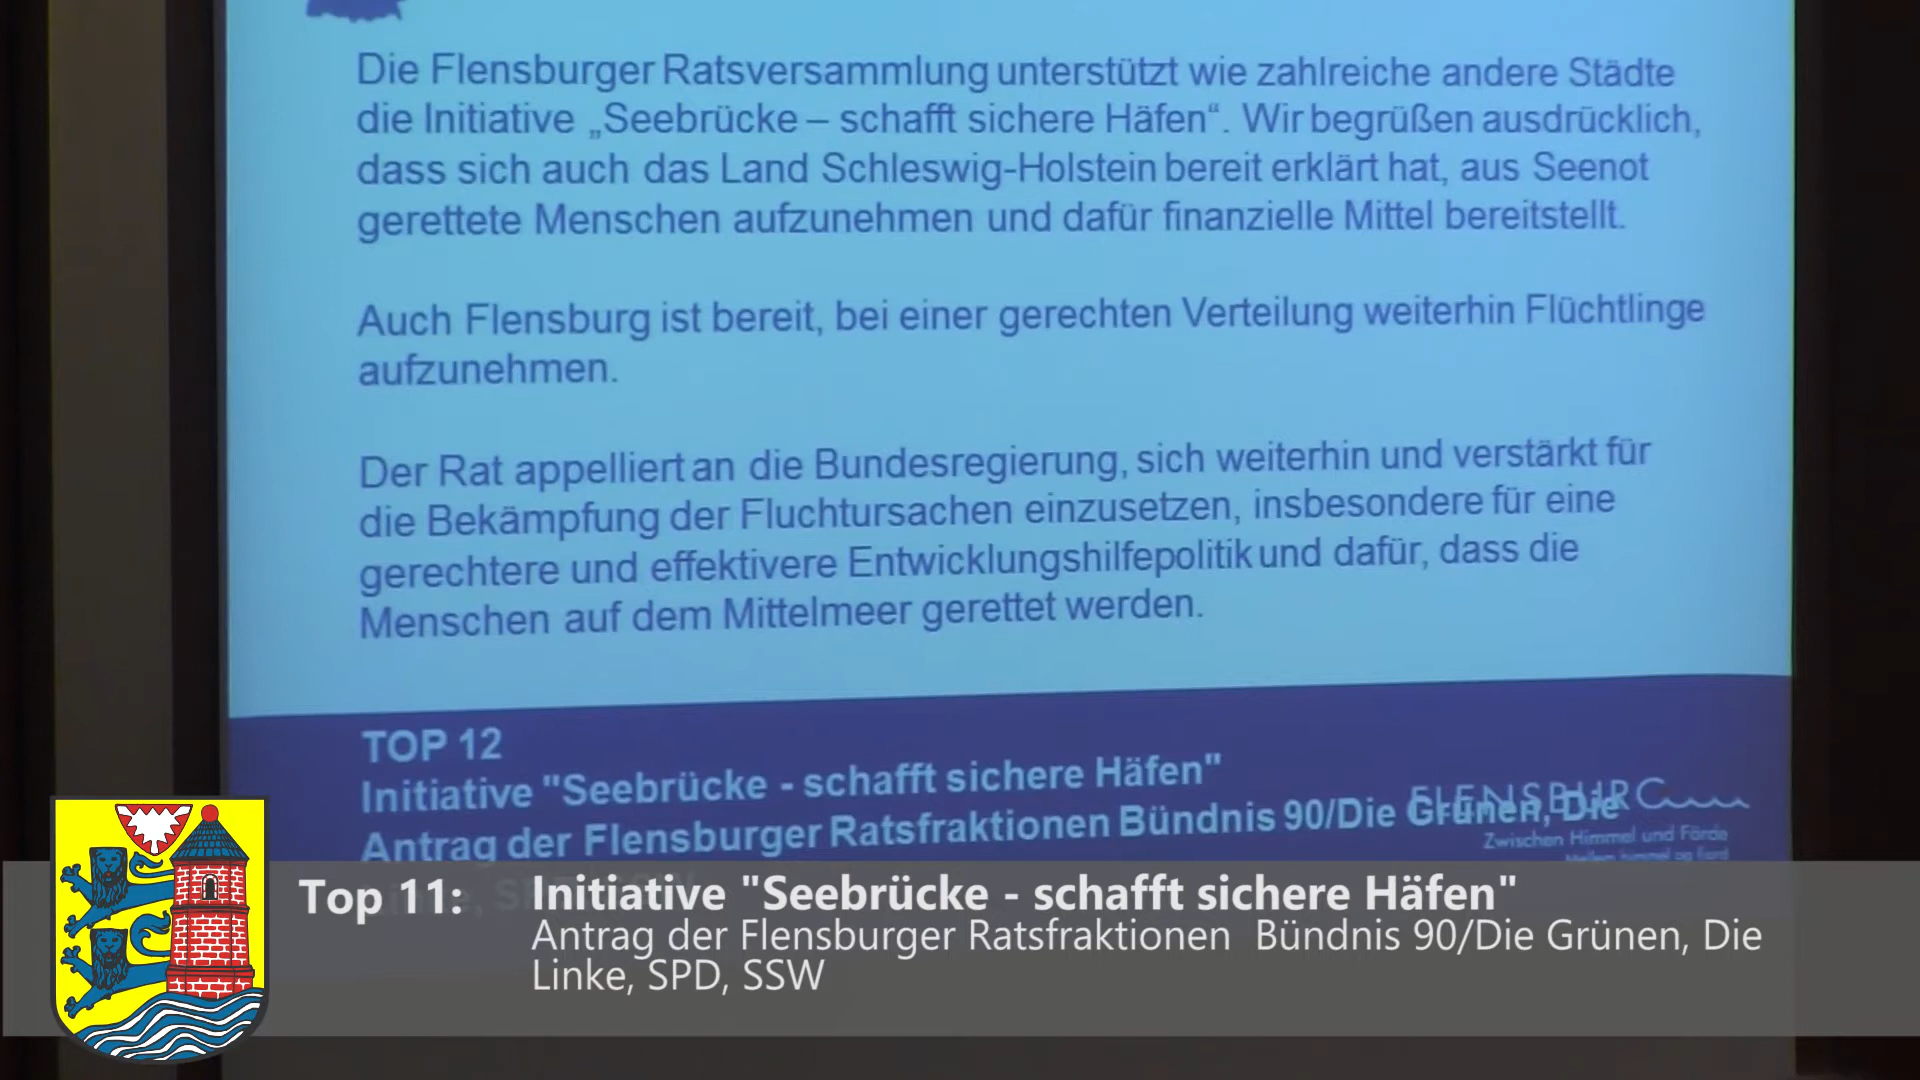 Die Flensburger Ratsversammlung unterstützt wie zahlreiche andere Städte
die Initiative „Seebrücke – schafft sichere Häfen“. Wir begrüßen ausdrücklich,
dass sich auch das Land Schleswig-Holstein bereit erklärt hat, aus Seenot
gerettete Menschen aufzunehmen und dafür finanzielle Mittel bereitstellt.
Auch Flensburg ist bereit, bei einer gerechten Verteilung weiterhin Flüchtlinge
aufzunehmen.
Der Rat appelliert an die Bundesregierung, sich weiterhin und verstärkt für
die Bekämpfung der Fluchtursachen einzusetzen, insbesondere für eine
gerechtere und effektivere Entwicklungshilfepolitik und dafür, dass die
Menschen auf dem Mittelmeer gerettet werden.
TOP 12
Initiative "Seebrücke - schafft sichere Häfen"
Antrag der Flensburger Ratsfraktionen Bündnis 90/Die Grünen, Die
FLENSBURG
Zwischen Himmel und Förde
Top 11: Initiative "Seebrücke - schafft sichere Häfen"
Antrag der Flensburger Ratsfraktionen Bündnis 90/Die Grünen, Die
Linke, SPD, SSW